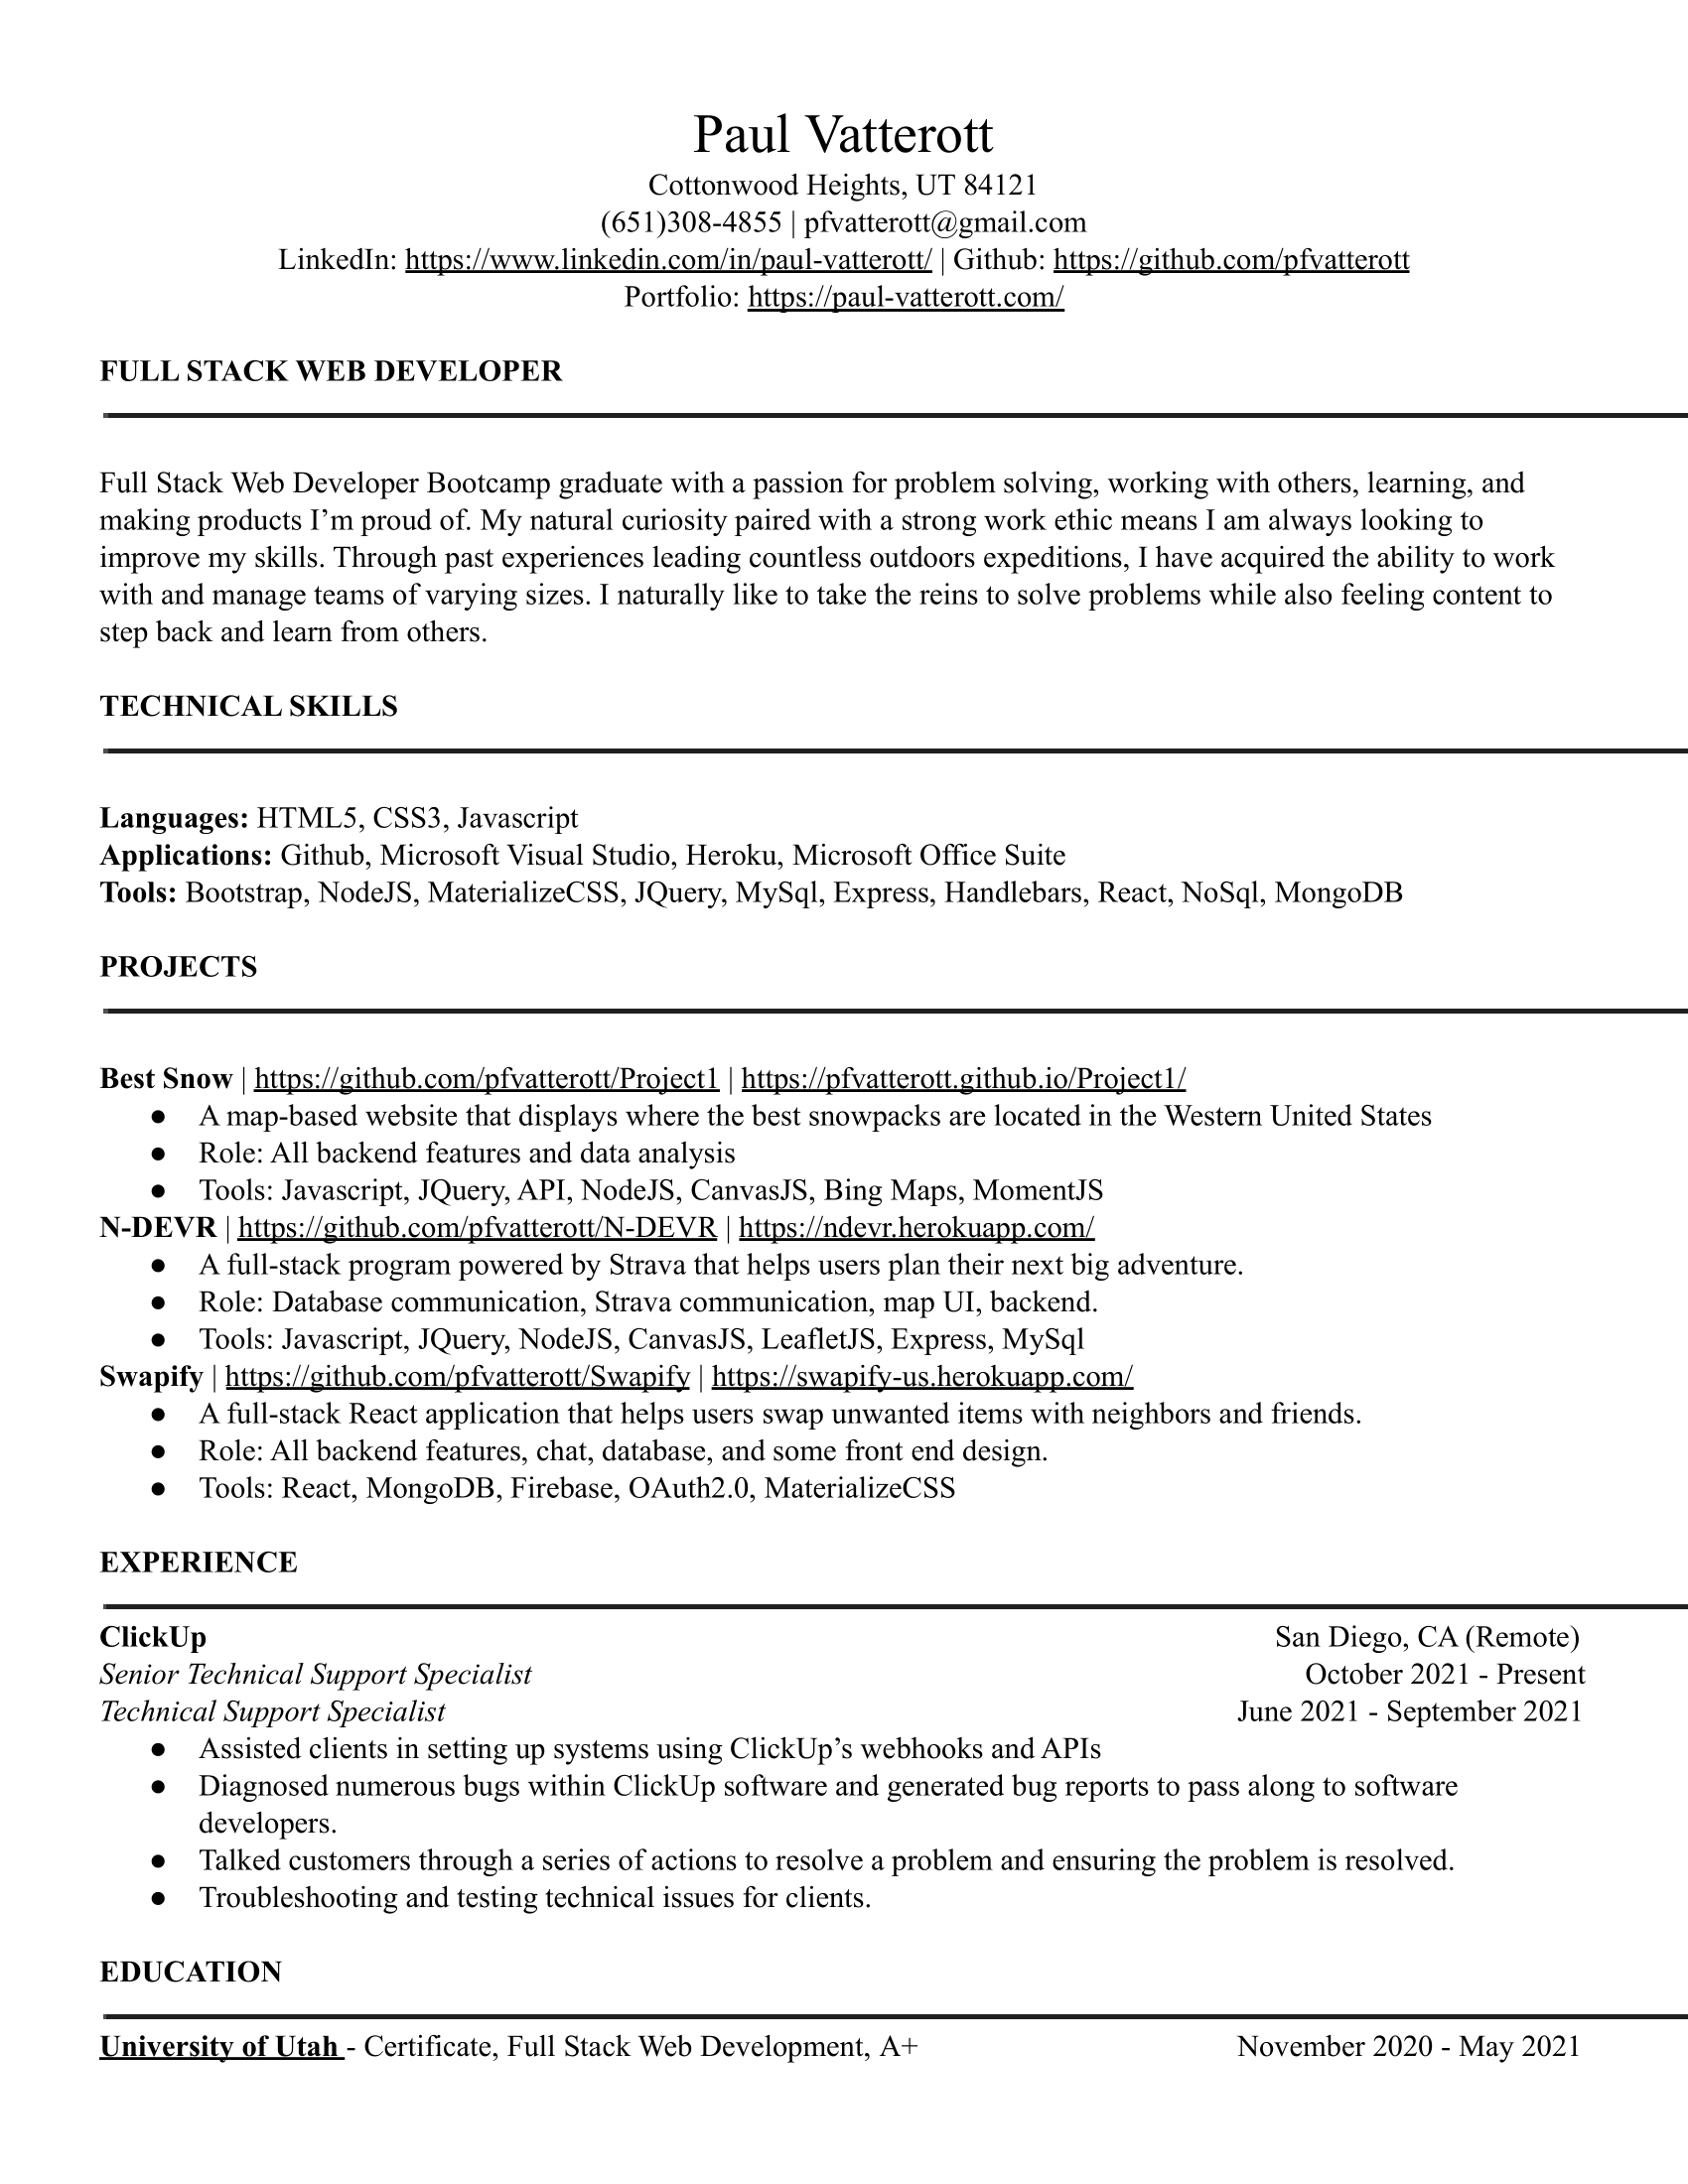 Paul Vatterott
Cottonwood Heights, UT 84121
(651)308-4855 | pfvatterott@gmail.com
LinkedIn: https://www.linkedin.com/in/paul-vatterott/ | Github: https://github.com/pfvatterott
Portfolio: https://paul-vatterott.com/
FULL STACK WEB DEVELOPER
Full Stack Web Developer Bootcamp graduate with a passion for problem solving, working with others, learning, and
making products I’m proud of. My natural curiosity paired with a strong work ethic means I am always looking to
improve my skills. Through past experiences leading countless outdoors expeditions, I have acquired the ability to work
with and manage teams of varying sizes. I naturally like to take the reins to solve problems while also feeling content to
step back and learn from others.
TECHNICAL SKILLS
Languages: HTML5, CSS3, Javascript
Applications: Github, Microsoft Visual Studio, Heroku, Microsoft Office Suite
Tools: Bootstrap, NodeJS, MaterializeCSS, JQuery, MySql, Express, Handlebars, React, NoSql, MongoDB
PROJECTS
Best Snow | https://github.com/pfvatterott/Project1 | https://pfvatterott.github.io/Project1/
● A map-based website that displays where the best snowpacks are located in the Western United States
● Role: All backend features and data analysis
● Tools: Javascript, JQuery, API, NodeJS, CanvasJS, Bing Maps, MomentJS
N-DEVR | https://github.com/pfvatterott/N-DEVR | https://ndevr.herokuapp.com/
● A full-stack program powered by Strava that helps users plan their next big adventure.
● Role: Database communication, Strava communication, map UI, backend.
● Tools: Javascript, JQuery, NodeJS, CanvasJS, LeafletJS, Express, MySql
Swapify | https://github.com/pfvatterott/Swapify | https://swapify-us.herokuapp.com/
● A full-stack React application that helps users swap unwanted items with neighbors and friends.
● Role: All backend features, chat, database, and some front end design.
● Tools: React, MongoDB, Firebase, OAuth2.0, MaterializeCSS
EXPERIENCE
ClickUp San Diego, CA (Remote)
Senior Technical Support Specialist October 2021 - Present
Technical Support Specialist June 2021 - September 2021
● Assisted clients in setting up systems using ClickUp’s webhooks and APIs
● Diagnosed numerous bugs within ClickUp software and generated bug reports to pass along to software
developers.
● Talked customers through a series of actions to resolve a problem and ensuring the problem is resolved.
● Troubleshooting and testing technical issues for clients.
EDUCATION
University of Utah - Certificate, Full Stack Web Development, A+ November 2020 - May 2021